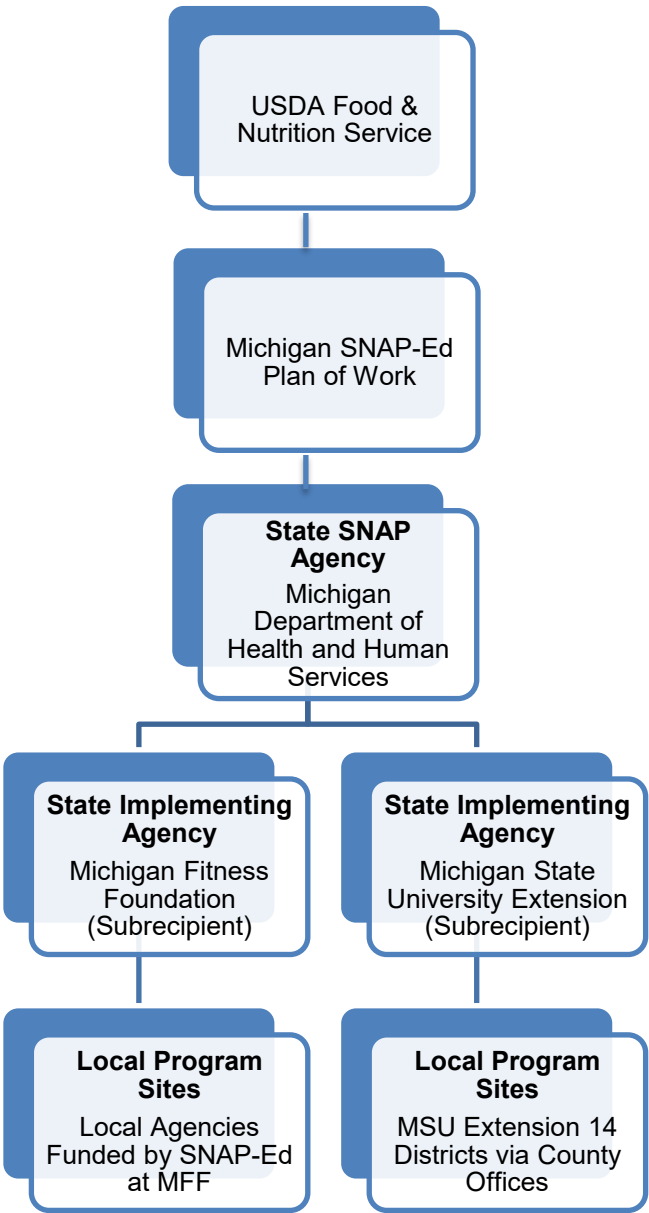 USDA Food &
Nutrition Service
Michigan SNAP-Ed
Plan of Work
State SNAP
Agency
Michigan
Department of
Health and Human
Services
State Implementing
Agency
Michigan Fitness
Foundation
(Subrecipient)
State Implementing
Agency
Michigan State
University Extension
(Subrecipient)
Local Program
Sites
Local Agencies
Funded by SNAP-Ed
at MFF
Local Program
Sites
MSU Extension 14
Districts via County
Offices